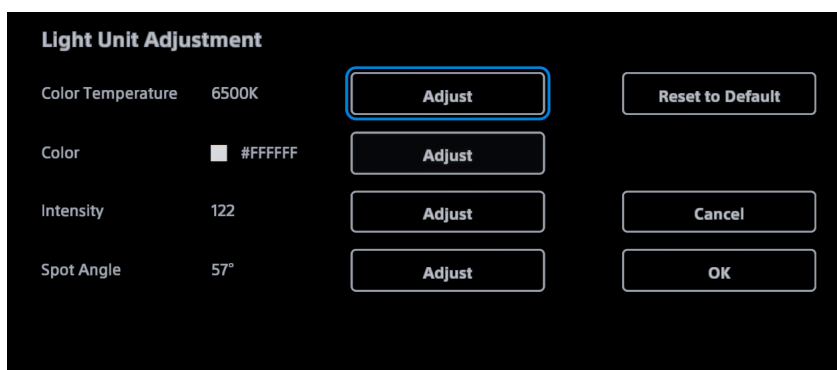 Light Unit Adjustment
Color Temperature 6500K Adjust Reset to Default
Color #FFFFFF Adjust
Intensity 122 Adjust Cancel
Spot Angle 57° Adjust OK